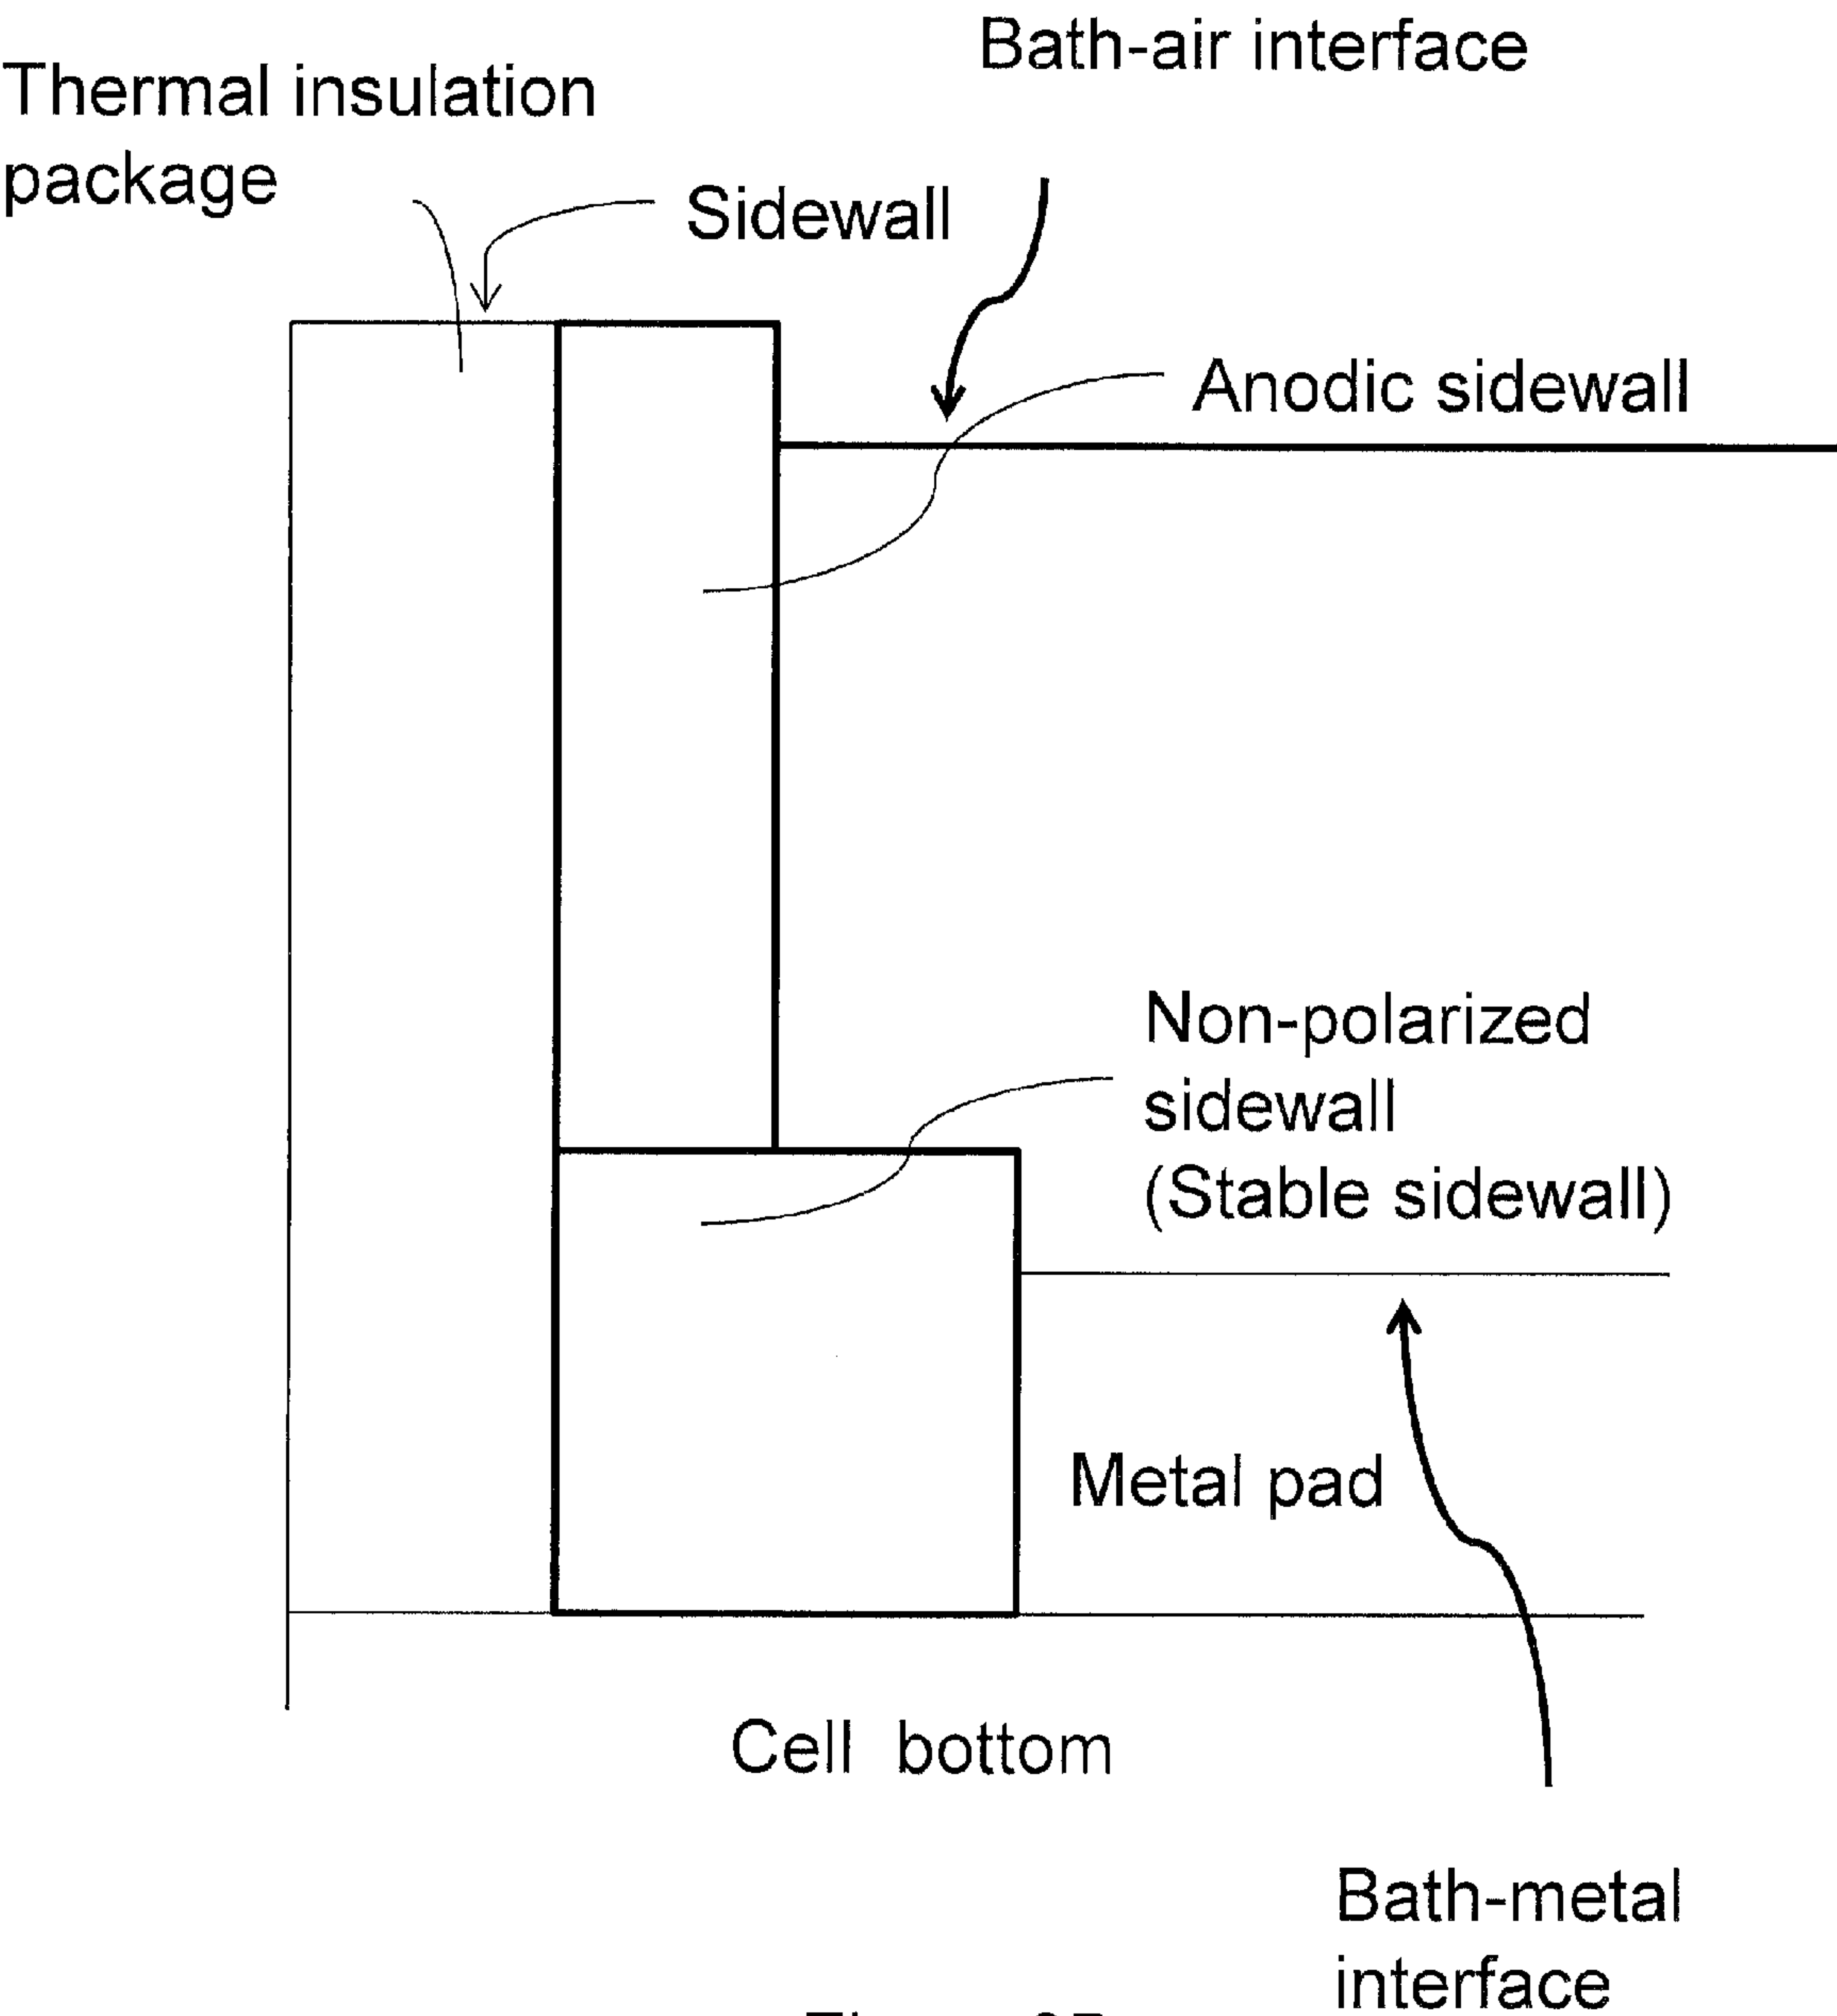 Bath-air interface
Thermal insulation
package
Sidewall
Anodic sidewall
Non-polarized
sidewall
(Stable sidewall)
Metal pad
Cell bottom
Bath-metal
interface